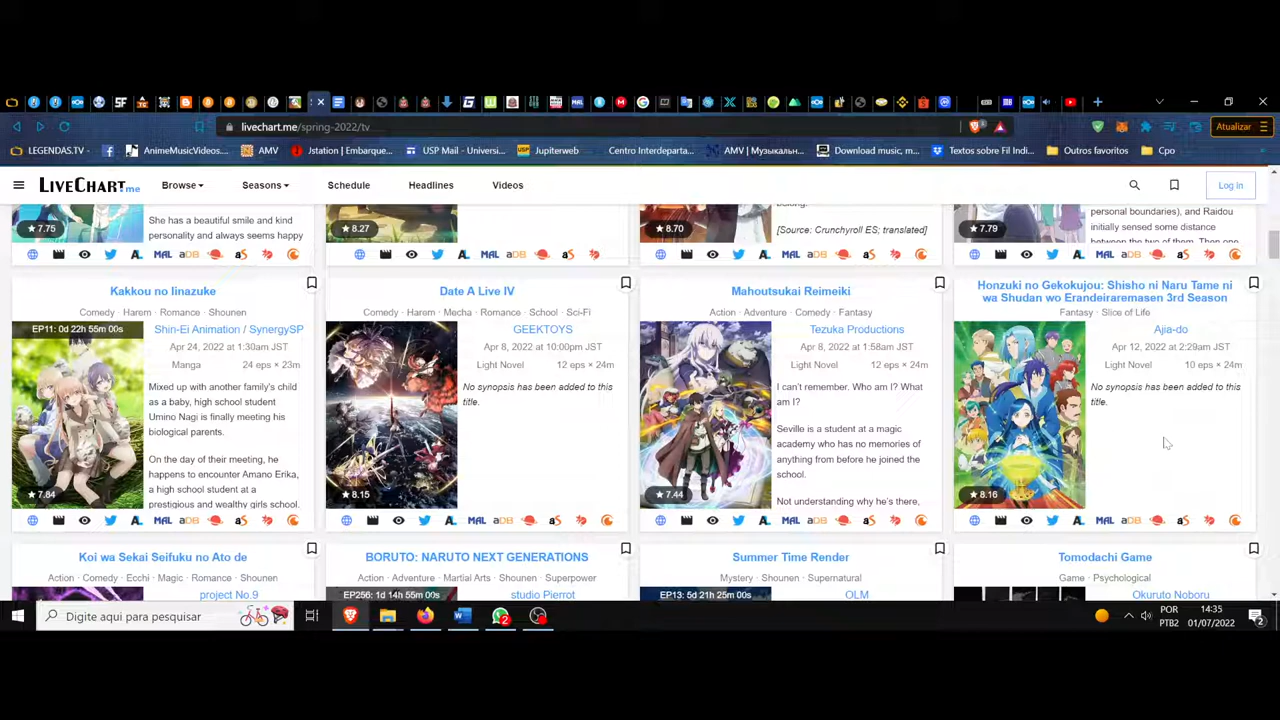 livechart.me/spring-2022/tv
Atualizar
LEGENDAS.TV
AnimeMusicVideos...
AMV
Jstation | Embarque...
USP Mail - Universi...
Jupiterweb
Centro Interdeparta...
AMV | Музыкальн...
Download music, m...
Textos sobre Fil Indi...
Outros favoritos
Cpo
LIVECHART.me
Browse
Seasons
Schedule
Headlines
Videos
Log In
7.75
She has a beautiful smile and kind
personality and always seems happy
8.27
8.70
[Source: Crunchyroll ES; translated]
7.79
personal boundaries), and Raidou
initially sensed some distance
Kakkou no Iinazuke
Comedy · Harem · Romance · Shounen
EP11: 0d 22h 55m 00s
Shin-Ei Animation / SynergySP
Apr 24, 2022 at 1:30am JST
Manga
24 eps × 23m
Mixed up with another family's child
as a baby, high school student
Umino Nagi is finally meeting his
biological parents.
On the day of their meeting, he
happens to encounter Amano Erika,
a high school student at a
prestigious and wealthy girls school.
7.84
Date A Live IV
Comedy · Harem · Mecha · Romance · School · Sci-Fi
GEEKTOYS
Apr 8, 2022 at 10:00pm JST
Light Novel
12 eps × 24m
No synopsis has been added to this
title.
8.15
Mahoutsukai Reimeiki
Action · Adventure · Comedy · Fantasy
Tezuka Productions
Apr 8, 2022 at 1:58am JST
Light Novel
12 eps × 24m
I can't remember. Who am I? What
am I?
Seville is a student at a magic
academy who has no memories of
anything from before he joined the
school.
Not understanding why he's there,
7.44
Honzuki no Gekokujou: Shisho ni Naru Tame ni
wa Shudan wo Erandeiraremasen 3rd Season
Fantasy · Slice of Life
Ajia-do
Apr 12, 2022 at 2:29am JST
Light Novel
10 eps × 24m
No synopsis has been added to this
title.
8.16
Koi wa Sekai Seifuku no Ato de
Action · Comedy · Ecchi · Magic · Romance · Shounen
project No.9
BORUTO: NARUTO NEXT GENERATIONS
Action · Adventure · Martial Arts · Shounen · Superpower
EP256: 1d 14h 55m 00s
studio Pierrot
Summer Time Render
Mystery · Shounen · Supernatural
EP13: 5d 21h 25m 00s
OLM
Tomodachi Game
Game · Psychological
Okuruto Noboru
Digite aqui para pesquisar
POR
PTB2
14:35
01/07/2022